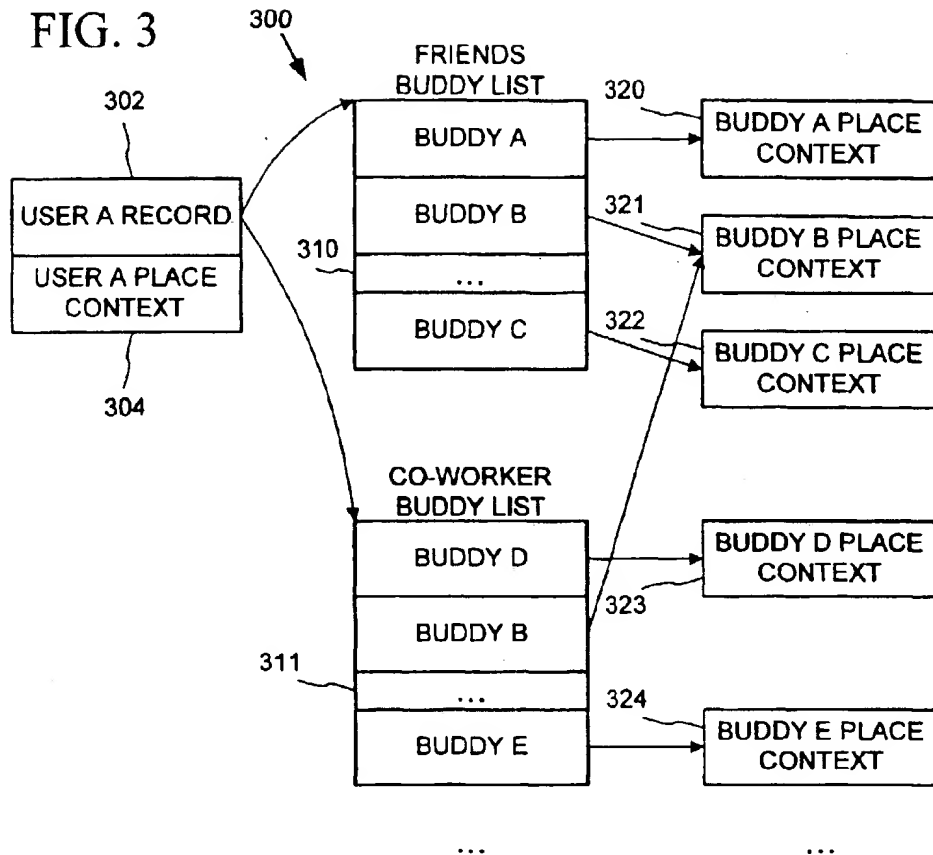 FIG. 3
300
302
USER A RECORD
USER A PLACE
CONTEXT
304
FRIENDS
BUDDY LIST
BUDDY A
BUDDY B
310
...
BUDDY C
320
BUDDY A PLACE
CONTEXT
321
BUDDY B PLACE
CONTEXT
322
BUDDY C PLACE
CONTEXT
CO-WORKER
BUDDY LIST
BUDDY D
BUDDY B
311
...
BUDDY E
BUDDY D PLACE
CONTEXT
323
324
BUDDY E PLACE
CONTEXT
...
...